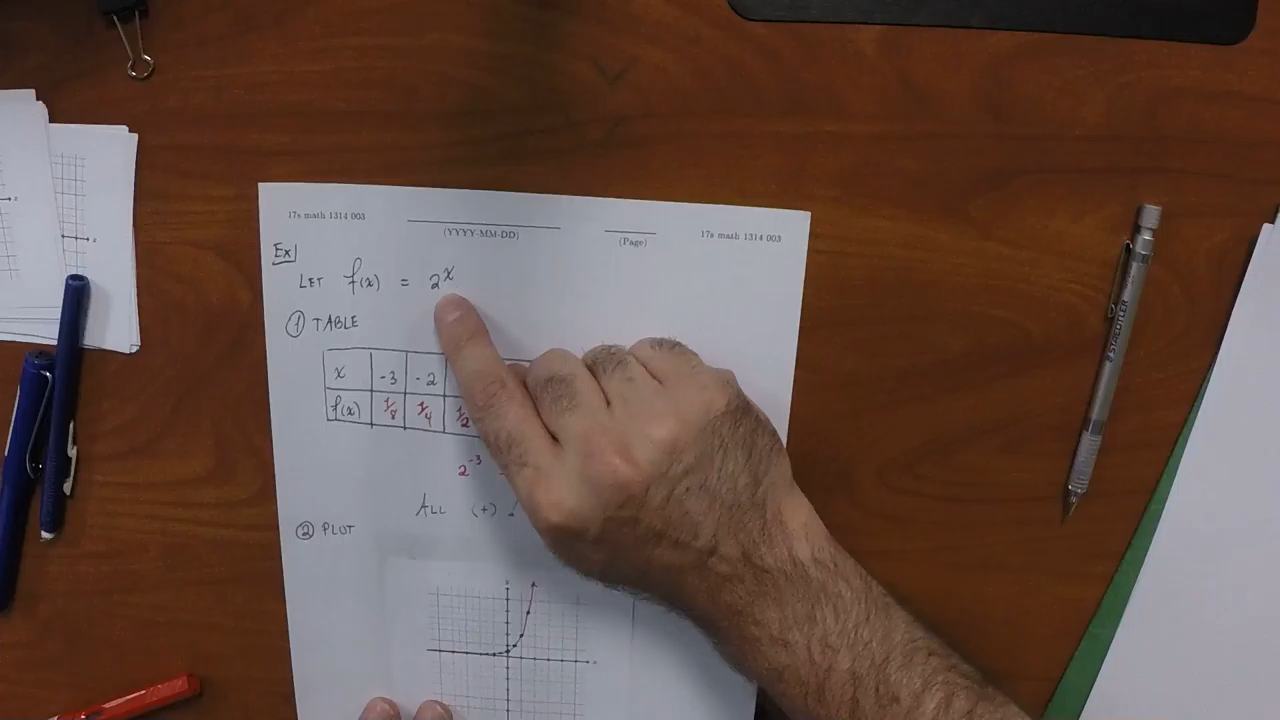 17s math 1314 003 (YYYY-MM-DD) (Page) 17s math 1314 003
Ex
LET f(x) = 2^x
① TABLE
x -3 -2
f(x) 1/8 1/4 1/2
2^-3
ALL (+)
② PLOT
STAEDTLER